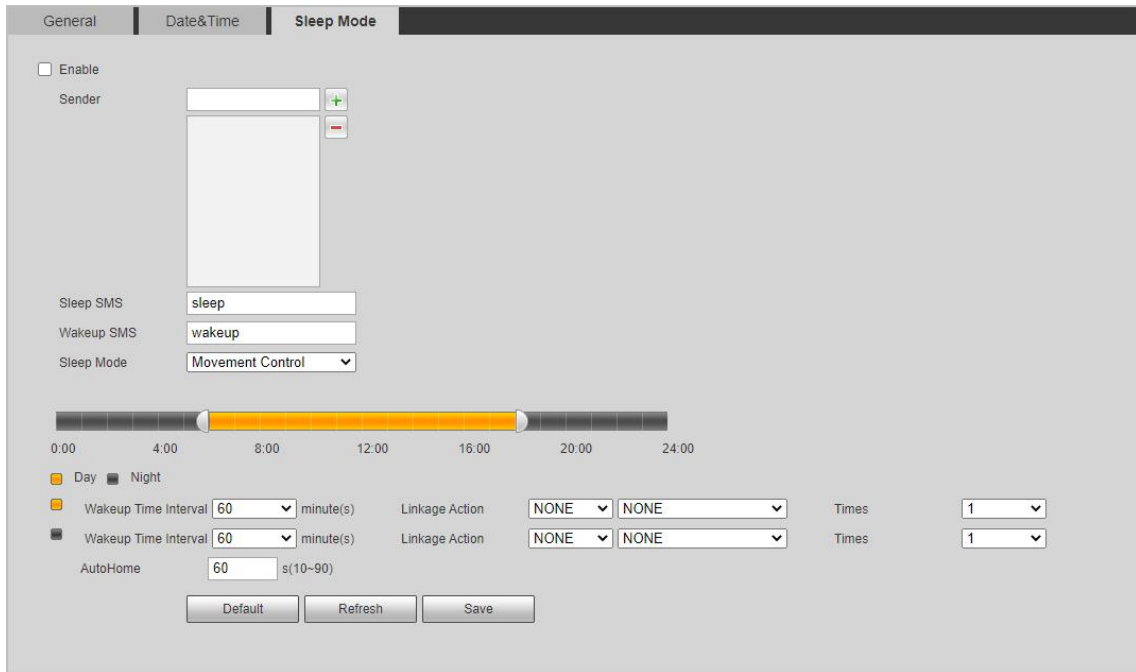 General Date&Time Sleep Mode
Enable
Sender
Sleep SMS sleep
Wakeup SMS wakeup
Sleep Mode Movement Control
0:00 4:00 8:00 12:00 16:00 20:00 24:00
Day Night
Wakeup Time Interval 60 minute(s) Linkage Action NONE NONE Times 1
Wakeup Time Interval 60 minute(s) Linkage Action NONE NONE Times 1
AutoHome 60 s(10~90)
Default Refresh Save